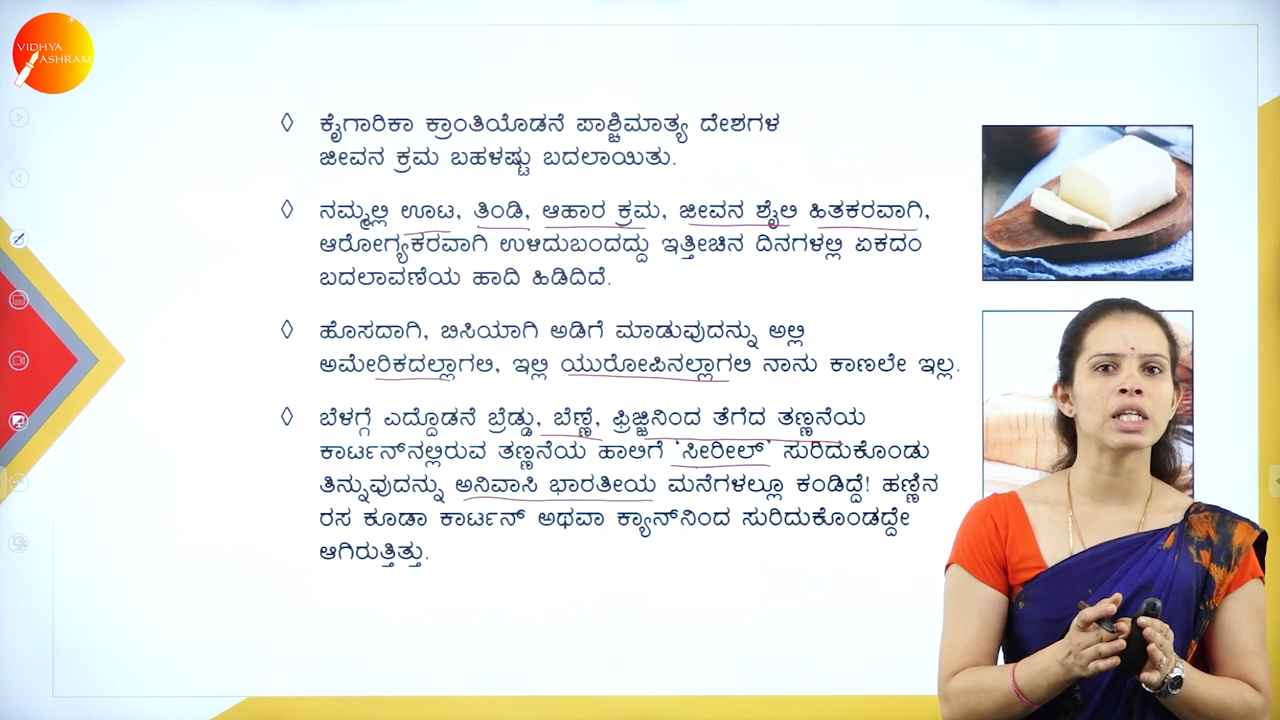 VIDHYA
ASHRAM
◊ ಕೈಗಾರಿಕಾ ಕ್ರಾಂತಿಯೊಡನೆ ಪಾಶ್ಚಿಮಾತ್ಯ ದೇಶಗಳ
ಜೀವನ ಕ್ರಮ ಬಹಳಷ್ಟು ಬದಲಾಯಿತು.
◊ ನಮ್ಮಲ್ಲಿ ಊಟ, ತಿಂಡಿ, ಆಹಾರ ಕ್ರಮ, ಜೀವನ ಶೈಲಿ ಹಿತಕರವಾಗಿ,
ಆರೋಗ್ಯಕರವಾಗಿ ಉಳಿದುಬಂದದ್ದು ಇತ್ತೀಚಿನ ದಿನಗಳಲ್ಲಿ ಏಕದಂ
ಬದಲಾವಣೆಯ ಹಾದಿ ಹಿಡಿದಿದೆ.
◊ ಹೊಸದಾಗಿ, ಬಿಸಿಯಾಗಿ ಅಡಿಗೆ ಮಾಡುವುದನ್ನು ಅಲ್ಲಿ
ಅಮೇರಿಕದಲ್ಲಾಗಲಿ, ಇಲ್ಲಿ ಯುರೋಪಿನಲ್ಲಾಗಲಿ ನಾನು ಕಾಣಲೇ ಇಲ್ಲ.
◊ ಬೆಳಗ್ಗೆ ಎದ್ದೊಡನೆ ಬ್ರೆಡ್ಡು, ಬೆಣ್ಣೆ, ಫ್ರಿಜ್ಜಿನಿಂದ ತೆಗೆದ ತಣ್ಣನೆಯ
ಕಾರ್ಟನ್‌ನಲ್ಲಿರುವ ತಣ್ಣನೆಯ ಹಾಲಿಗೆ 'ಸೀರೀಲ್' ಸುರಿದುಕೊಂಡು
ತಿನ್ನುವುದನ್ನು ಅನಿವಾಸಿ ಭಾರತೀಯ ಮನೆಗಳಲ್ಲೂ ಕಂಡಿದ್ದೆ! ಹಣ್ಣಿನ
ರಸ ಕೂಡಾ ಕಾರ್ಟನ್ ಅಥವಾ ಕ್ಯಾನ್‌ನಿಂದ ಸುರಿದುಕೊಂಡದ್ದೇ
ಆಗಿರುತ್ತಿತ್ತು.